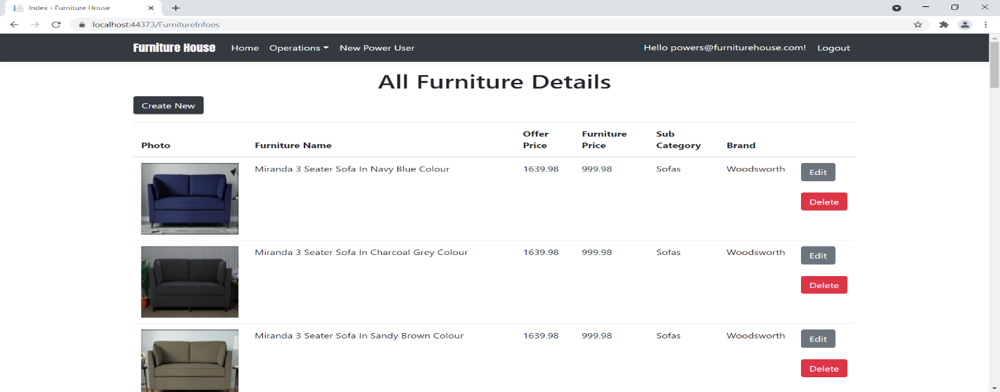 Index - Furniture House
localhost:44373/FurnitureInfoes
Furniture House Home Operations New Power User Hello powers@furniturehouse.com! Logout
All Furniture Details
Create New
Photo Furniture Name Offer Price Furniture Price Sub Category Brand
Miranda 3 Seater Sofa In Navy Blue Colour 1639.98 999.98 Sofas Woodsworth Edit
Delete
Miranda 3 Seater Sofa In Charcoal Grey Colour 1639.98 999.98 Sofas Woodsworth Edit
Delete
Miranda 3 Seater Sofa In Sandy Brown Colour 1639.98 999.98 Sofas Woodsworth Edit
Delete